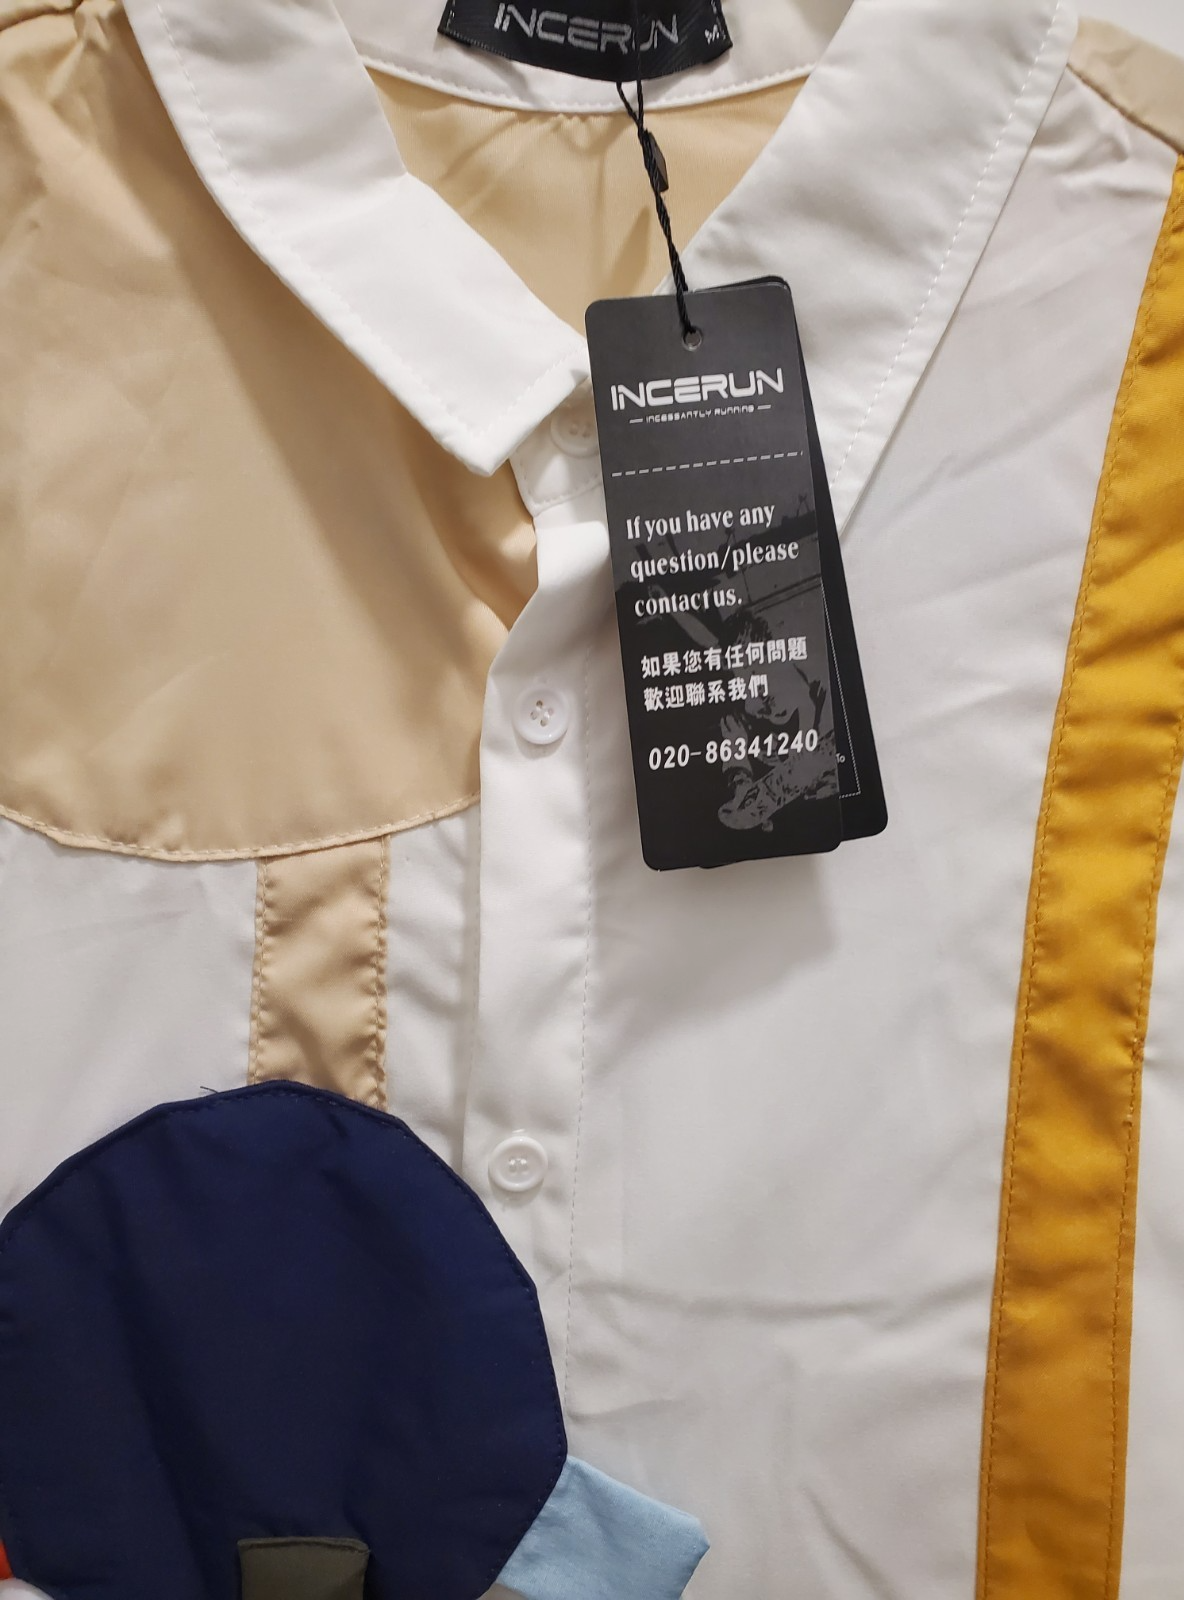 INCERUN
M
INCERUN
INCESSANTLY RUNNING
If you have any
question/please
contact us.
如果您有任何問題
歡迎聯系我們
020-86341240
To